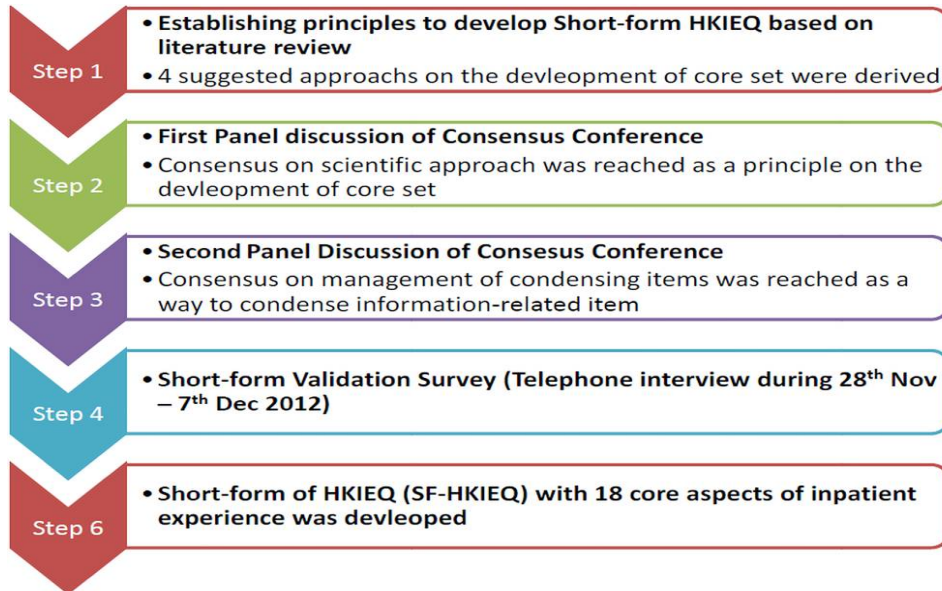 Step 1
• Establishing principles to develop Short-form HKIEQ based on
literature review
• 4 suggested approachs on the devleopment of core set were derived
Step 2
• First Panel discussion of Consensus Conference
• Consensus on scientific approach was reached as a principle on the
devleopment of core set
Step 3
• Second Panel Discussion of Consesus Conference
• Consensus on management of condensing items was reached as a
way to condense information-related item
Step 4
• Short-form Validation Survey (Telephone interview during 28th Nov
– 7th Dec 2012)
Step 6
• Short-form of HKIEQ (SF-HKIEQ) with 18 core aspects of inpatient
experience was devleoped